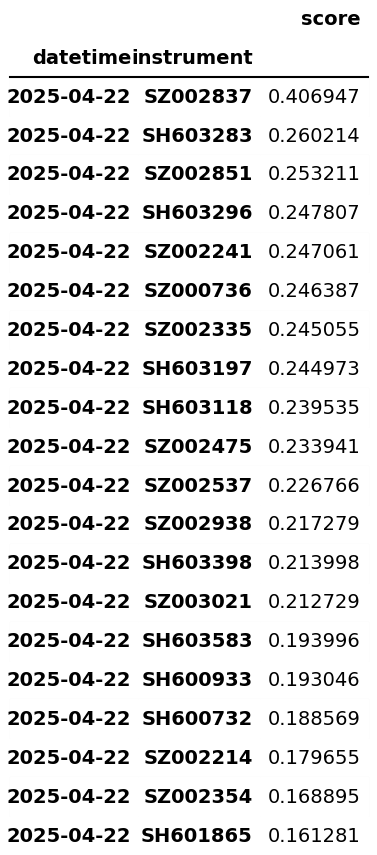 score
datetime instrument
2025-04-22 SZ002837 0.406947
2025-04-22 SH603283 0.260214
2025-04-22 SZ002851 0.253211
2025-04-22 SH603296 0.247807
2025-04-22 SZ002241 0.247061
2025-04-22 SZ000736 0.246387
2025-04-22 SZ002335 0.245055
2025-04-22 SH603197 0.244973
2025-04-22 SH603118 0.239535
2025-04-22 SZ002475 0.233941
2025-04-22 SZ002537 0.226766
2025-04-22 SZ002938 0.217279
2025-04-22 SH603398 0.213998
2025-04-22 SZ003021 0.212729
2025-04-22 SH603583 0.193996
2025-04-22 SH600933 0.193046
2025-04-22 SH600732 0.188569
2025-04-22 SZ002214 0.179655
2025-04-22 SZ002354 0.168895
2025-04-22 SH601865 0.161281